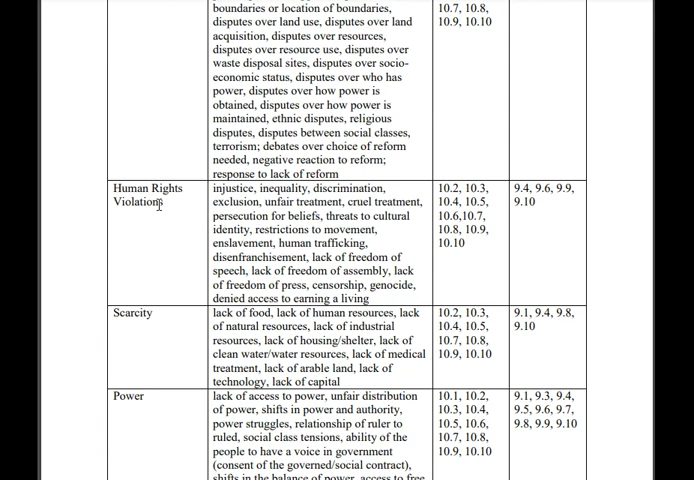 boundaries or location of boundaries,
disputes over land use, disputes over land
acquisition, disputes over resources,
disputes over resource use, disputes over
waste disposal sites, disputes over socio-
economic status, disputes over who has
power, disputes over how power is
obtained, disputes over how power is
maintained, ethnic disputes, religious
disputes, disputes between social classes,
terrorism; debates over choice of reform
needed, negative reaction to reform;
response to lack of reform
10.7, 10.8,
10.9, 10.10
Human Rights
Violations
injustice, inequality, discrimination,
exclusion, unfair treatment, cruel treatment,
persecution for beliefs, threats to cultural
identity, restrictions to movement,
enslavement, human trafficking,
disenfranchisement, lack of freedom of
speech, lack of freedom of assembly, lack
of freedom of press, censorship, genocide,
denied access to earning a living
10.2, 10.3,
10.4, 10.5,
10.6,10.7,
10.8, 10.9,
10.10
9.4, 9.6, 9.9,
9.10
Scarcity
lack of food, lack of human resources, lack
of natural resources, lack of industrial
resources, lack of housing/shelter, lack of
clean water/water resources, lack of medical
treatment, lack of arable land, lack of
technology, lack of capital
10.2, 10.3,
10.4, 10.5,
10.7, 10.8,
10.9, 10.10
9.1, 9.4, 9.8,
9.10
Power
lack of access to power, unfair distribution
of power, shifts in power and authority,
power struggles, relationship of ruler to
ruled, social class tensions, ability of the
people to have a voice in government
(consent of the governed/social contract),
shifts in the balance of power, access to free
10.1, 10.2,
10.3, 10.4,
10.5, 10.6,
10.7, 10.8,
10.9, 10.10
9.1, 9.3, 9.4,
9.5, 9.6, 9.7,
9.8, 9.9, 9.10